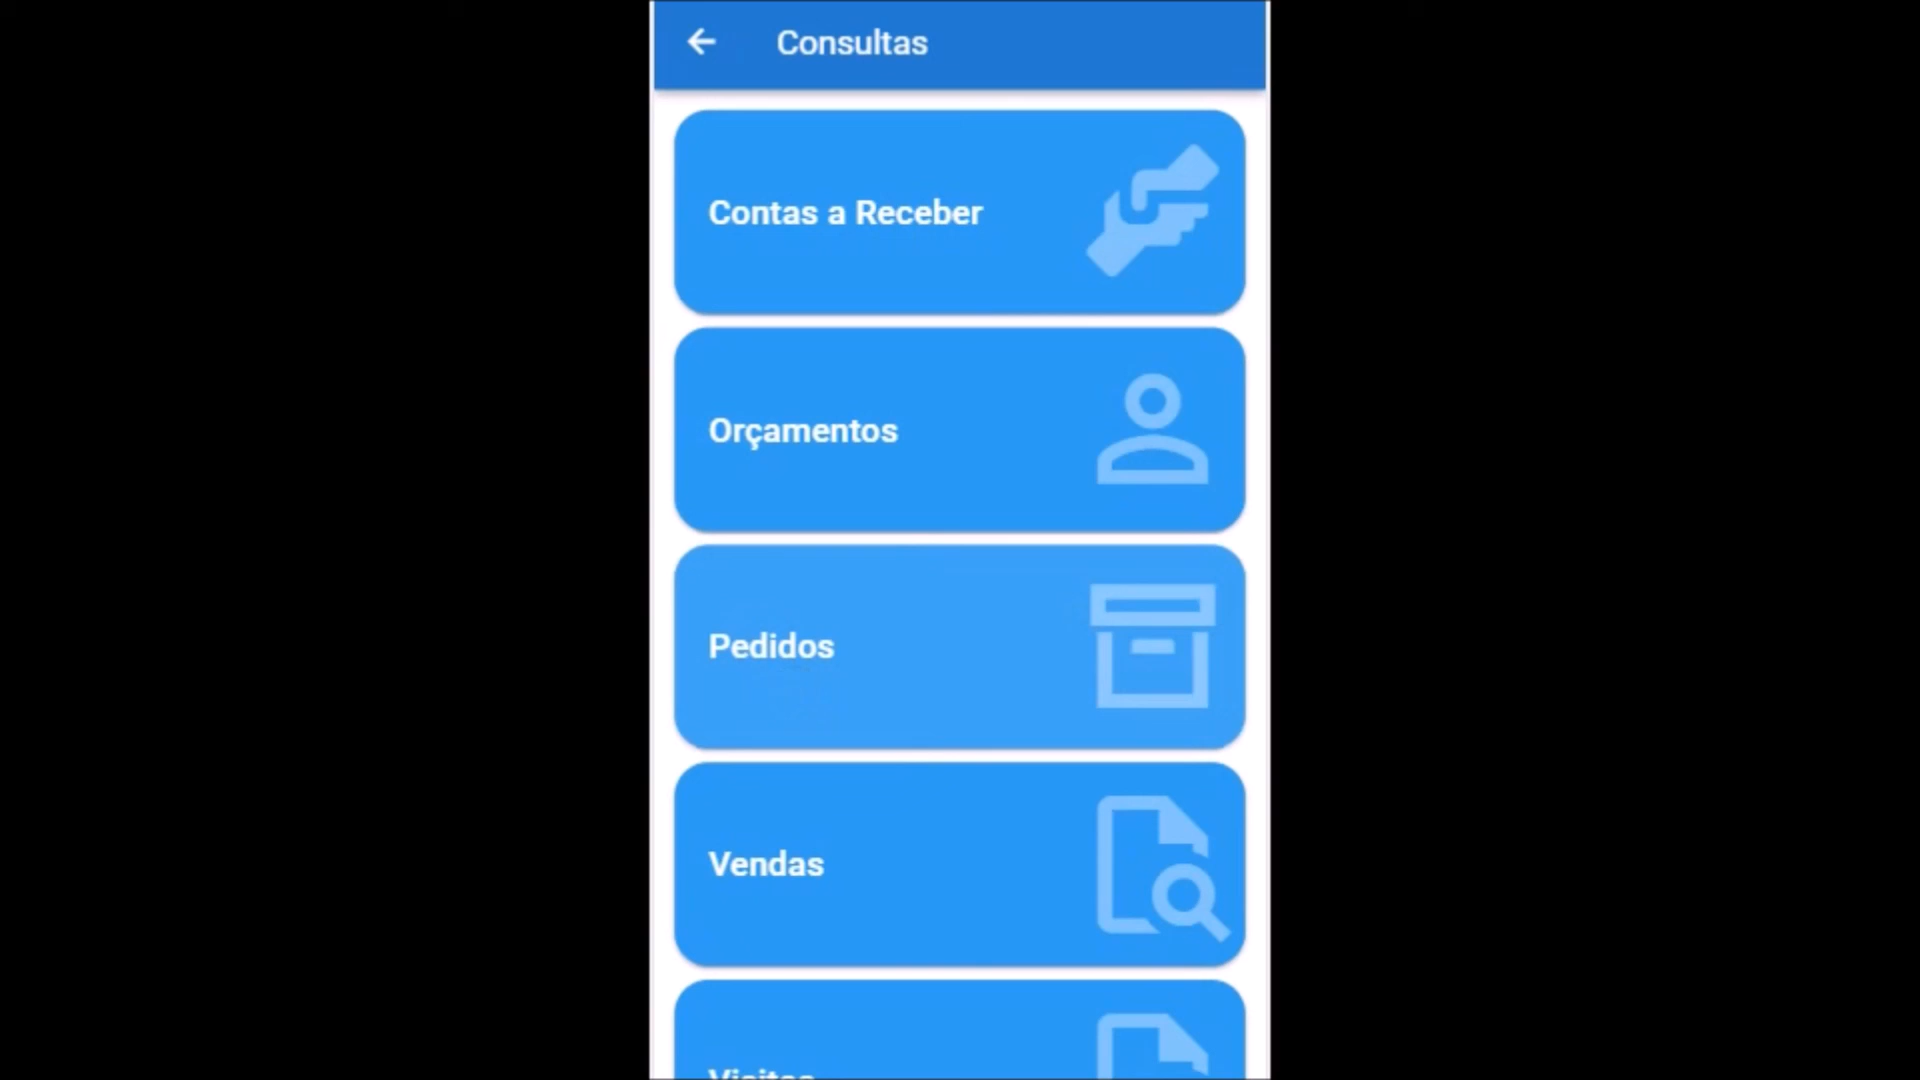 Consultas
Contas a Receber
Orçamentos
Pedidos
Vendas
Visitas